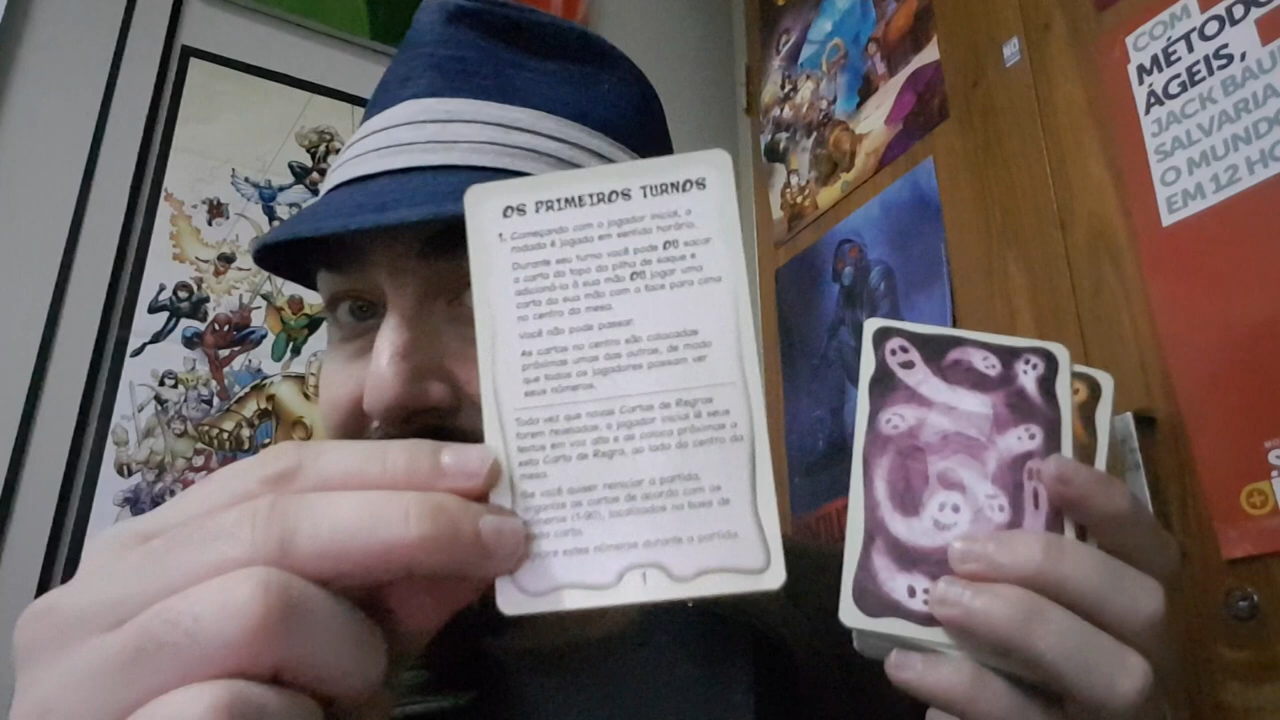 OS PRIMEIROS TURNOS
1. Começando com o jogador inicial, a
rodada é jogada em sentido horário.
Durante seu turno você pode OU sacar
a carta do topo da pilha de saque e
adicioná-la à sua mão OU jogar uma
carta da sua mão com a face para cima
no centro da mesa.
Você não pode passar.
As cartas no centro são colocadas
próximas umas das outras, de modo
que todos os jogadores possam ver
seus números.
Toda vez que novas Cartas de Regras
forem reveladas, o jogador inicial lê seus
textos em voz alta e as coloca próximas a
esta Carta de Regra, ao lado do centro da
mesa.
Se você quiser reiniciar a partida,
as cartas de acordo com os
números (1-90), localizados na base de
cada carta.
estes números durante a partida.
1
COM
MÉTODO
ÁGEIS,
JACK BAU
SALVARIA
O MUNDO
EM 12 HO